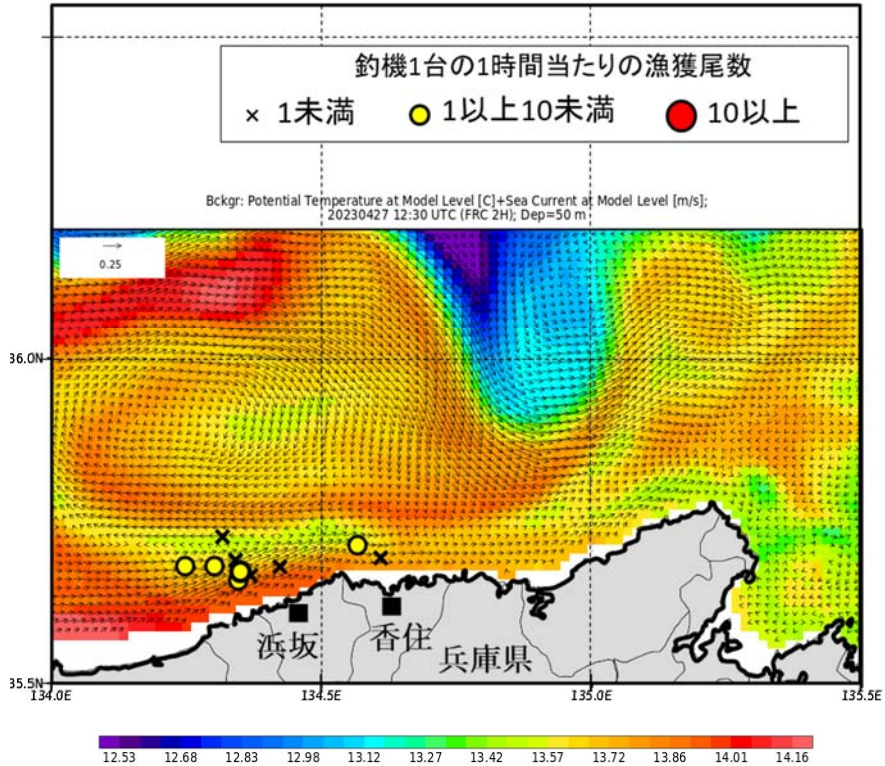 釣機1台の1時間当たりの漁獲尾数
× 1未満 1以上10未満 10以上
Bckgr: Potential Temperature at Model Level [C]+Sea Current at Model Level [m/s];
20230427 12:30 UTC (FRC 2H); Dep=50 m
0.25
36.0N
浜坂
香住
兵庫県
35.5N
134.0E 134.5E 135.0E 135.5E
12.53 12.68 12.83 12.98 13.12 13.27 13.42 13.57 13.72 13.86 14.01 14.16